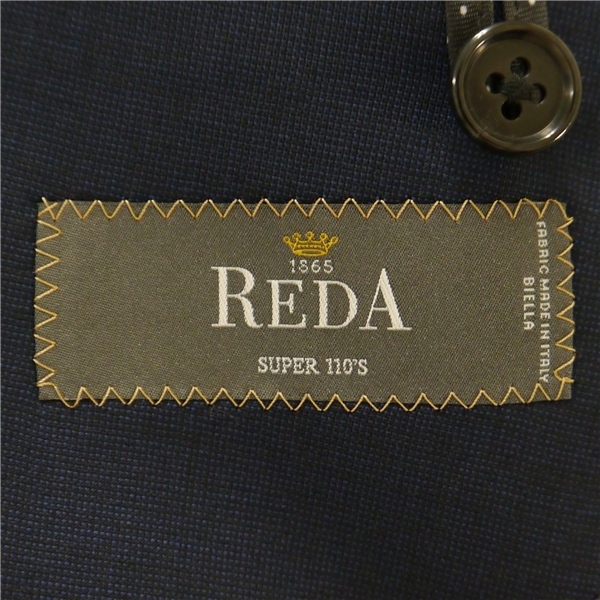 1865
REDA
SUPER 110'S
FABRIC MADE IN ITALY
BIELLA